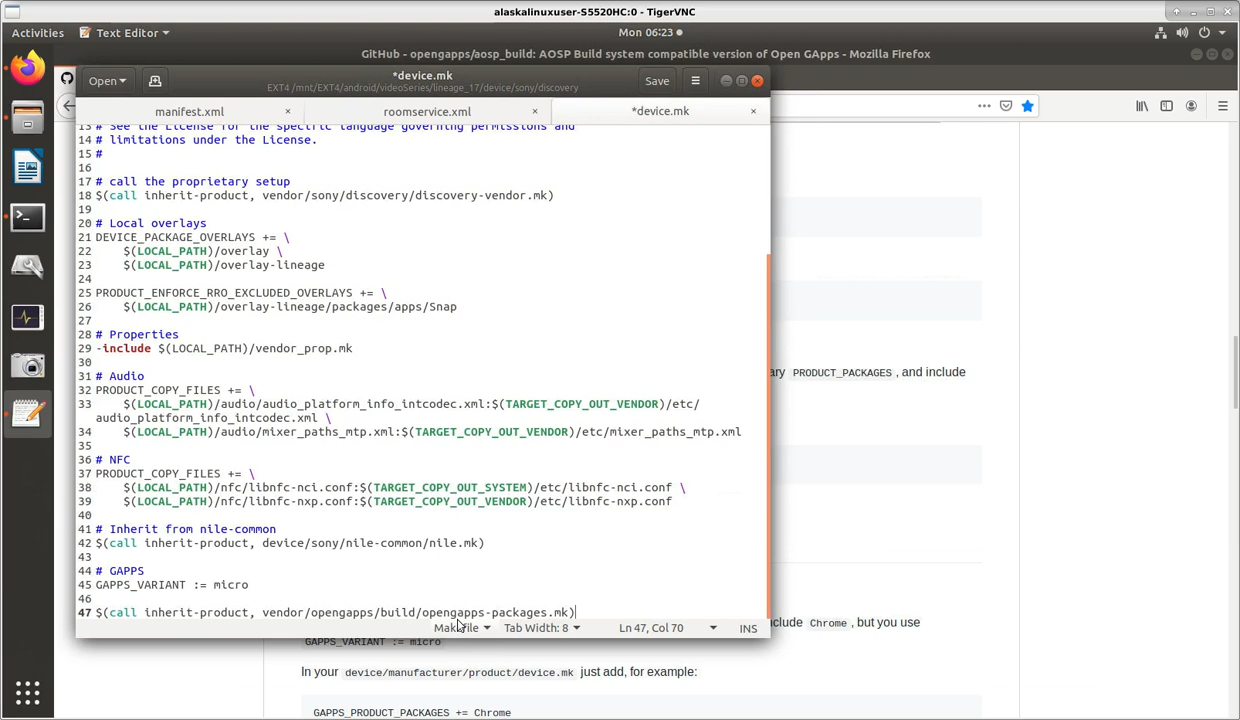 alaskalinuxuser-S5520HC:0 - TigerVNC
Activities
Text Editor
Mon 06:23
GitHub - opengapps/aosp_build: AOSP Build system compatible version of Open GApps - Mozilla Firefox
Open
*device.mk
EXT4 /mnt/EXT4/android/videoSeries/lineage_17/device/sony/discovery
Save
manifest.xml
roomservice.xml
*device.mk
13 # See the License for the specific language governing permissions and
14 # limitations under the License.
15 #
16
17 # call the proprietary setup
18 $(call inherit-product, vendor/sony/discovery/discovery-vendor.mk)
19
20 # Local overlays
21 DEVICE_PACKAGE_OVERLAYS += \
22 $(LOCAL_PATH)/overlay \
23 $(LOCAL_PATH)/overlay-lineage
24
25 PRODUCT_ENFORCE_RRO_EXCLUDED_OVERLAYS += \
26 $(LOCAL_PATH)/overlay-lineage/packages/apps/Snap
27
28 # Properties
29 -include $(LOCAL_PATH)/vendor_prop.mk
30
31 # Audio
32 PRODUCT_COPY_FILES += \
33 $(LOCAL_PATH)/audio/audio_platform_info_intcodec.xml:$(TARGET_COPY_OUT_VENDOR)/etc/
audio_platform_info_intcodec.xml \
34 $(LOCAL_PATH)/audio/mixer_paths_mtp.xml:$(TARGET_COPY_OUT_VENDOR)/etc/mixer_paths_mtp.xml
35
36 # NFC
37 PRODUCT_COPY_FILES += \
38 $(LOCAL_PATH)/nfc/libnfc-nci.conf:$(TARGET_COPY_OUT_SYSTEM)/etc/libnfc-nci.conf \
39 $(LOCAL_PATH)/nfc/libnfc-nxp.conf:$(TARGET_COPY_OUT_VENDOR)/etc/libnfc-nxp.conf
40
41 # Inherit from nile-common
42 $(call inherit-product, device/sony/nile-common/nile.mk)
43
44 # GAPPS
45 GAPPS_VARIANT := micro
46
47 $(call inherit-product, vendor/opengapps/build/opengapps-packages.mk)
Makefile
Tab Width: 8
Ln 47, Col 70
INS
ary PRODUCT_PACKAGES , and include
clude Chrome , but you use
GAPPS_VARIANT := micro
In your device/manufacturer/product/device.mk just add, for example:
GAPPS_PRODUCT_PACKAGES += Chrome